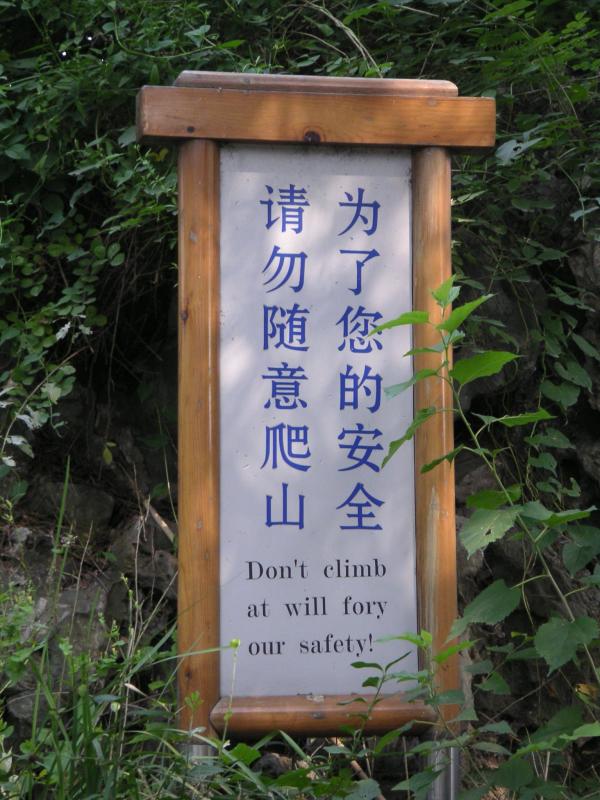 为了您的安全
请勿随意爬山
Don't climb
at will fory
our safety!